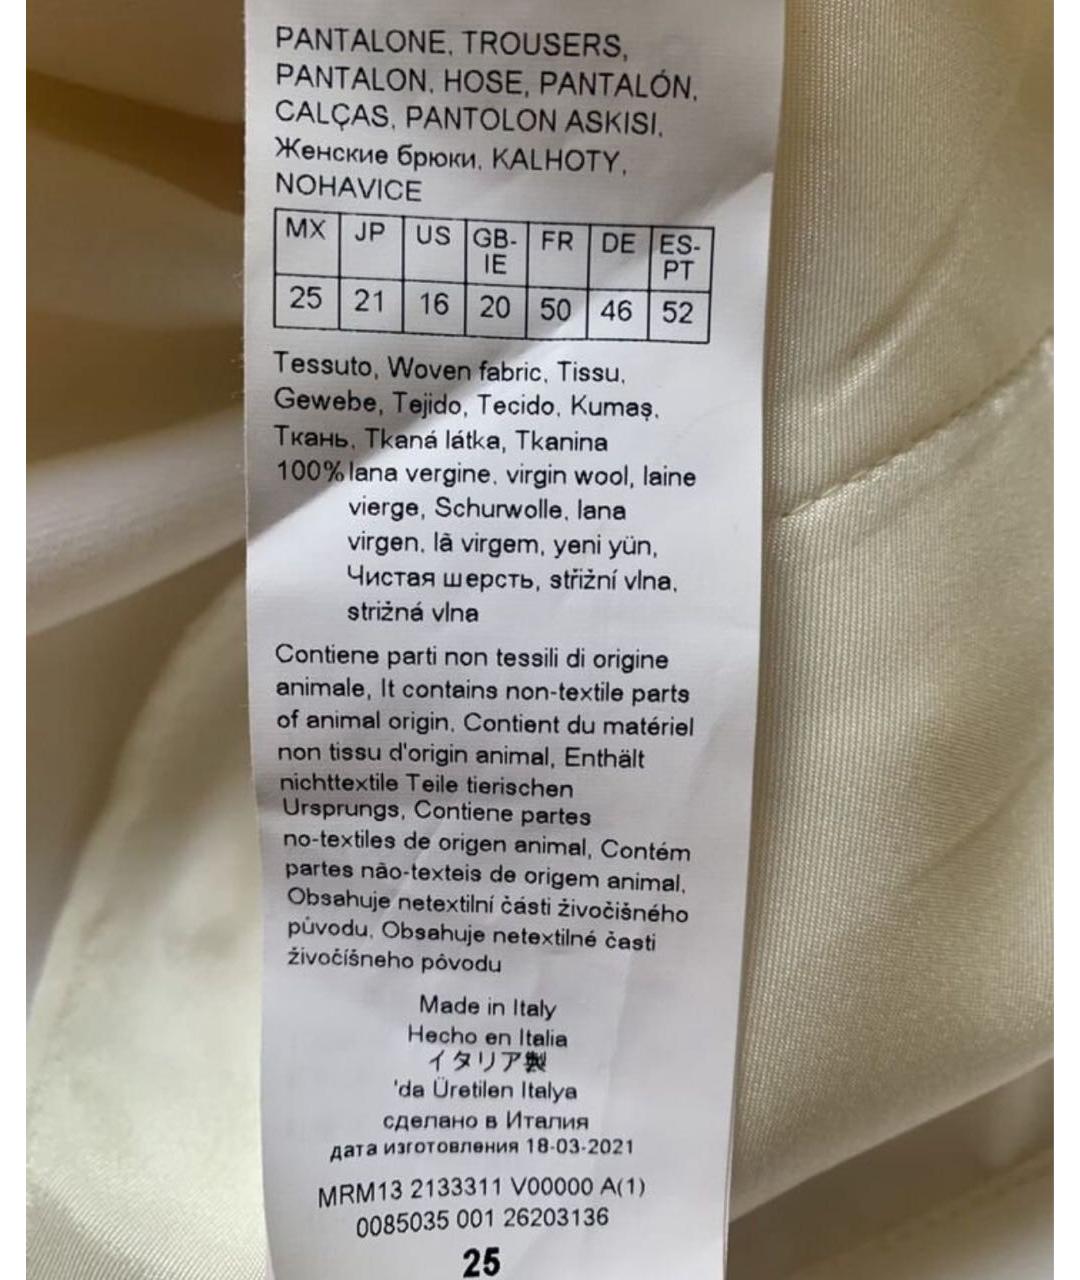 PANTALONE, TROUSERS,
PANTALON, HOSE, PANTALÓN,
CALÇAS, PANTOLON ASKISI,
Женские брюки, KALHOTY,
NOHAVICE
MX JP US GB-IE FR DE ES-PT
25 21 16 20 50 46 52
Tessuto, Woven fabric, Tissu,
Gewebe, Tejido, Tecido, Kumaş,
Ткань, Tkaná látka, Tkanina
100% lana vergine, virgin wool, laine
vierge, Schurwolle, lana
virgen, lã virgem, yeni yün,
Чистая шерсть, střižní vlna,
strižná vlna
Contiene parti non tessili di origine
animale, It contains non-textile parts
of animal origin, Contient du matériel
non tissu d'origin animal, Enthält
nichttextile Teile tierischen
Ursprungs, Contiene partes
no-textiles de origen animal, Contém
partes não-texteis de origem animal,
Obsahuje netextilní části živočišného
původu, Obsahuje netextilné časti
živočíšneho pôvodu
Made in Italy
Hecho en Italia
イタリア製
'da Üretilen Italya
сделано в Италия
дата изготовления 18-03-2021
MRM13 2133311 V00000 A(1)
0085035 001 26203136
25